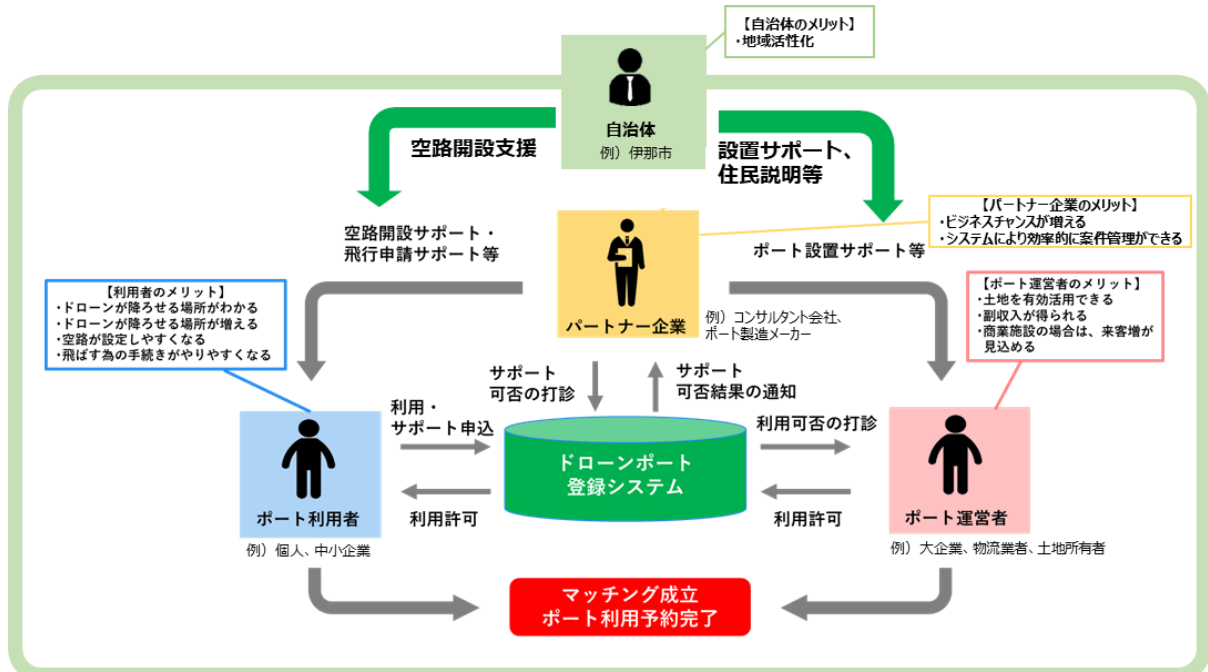 【自治体のメリット】
・地域活性化
自治体
例）伊那市
空路開設支援
設置サポート、
住民説明等
【パートナー企業のメリット】
・ビジネスチャンスが増える
・システムにより効率的に案件管理ができる
空路開設サポート・
飛行申請サポート等
ポート設置サポート等
パートナー企業
例）コンサルタント会社、
ポート製造メーカー
【利用者のメリット】
・ドローンが降ろせる場所がわかる
・ドローンが降ろせる場所が増える
・空路が設定しやすくなる
・飛ばす為の手続きがやりやすくなる
【ポート運営者のメリット】
・土地を有効活用できる
・副収入が得られる
・商業施設の場合は、来客増が
見込める
サポート
可否の打診
サポート
可否結果の通知
利用・
サポート申込
利用可否の打診
ドローンポート
登録システム
利用許可
利用許可
ポート利用者
例）個人、中小企業
ポート運営者
例）大企業、物流業者、土地所有者
マッチング成立
ポート利用予約完了